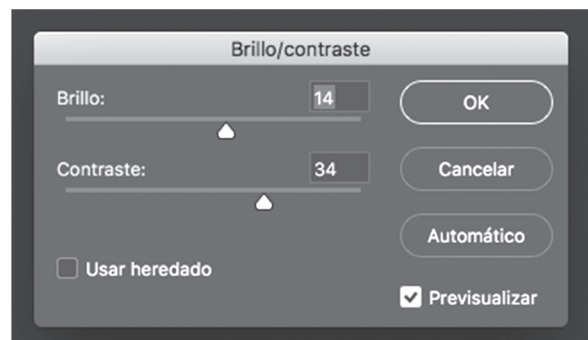 Brillo/contraste
Brillo: 14
OK
Contraste: 34
Cancelar
Automático
Usar heredado
Previsualizar